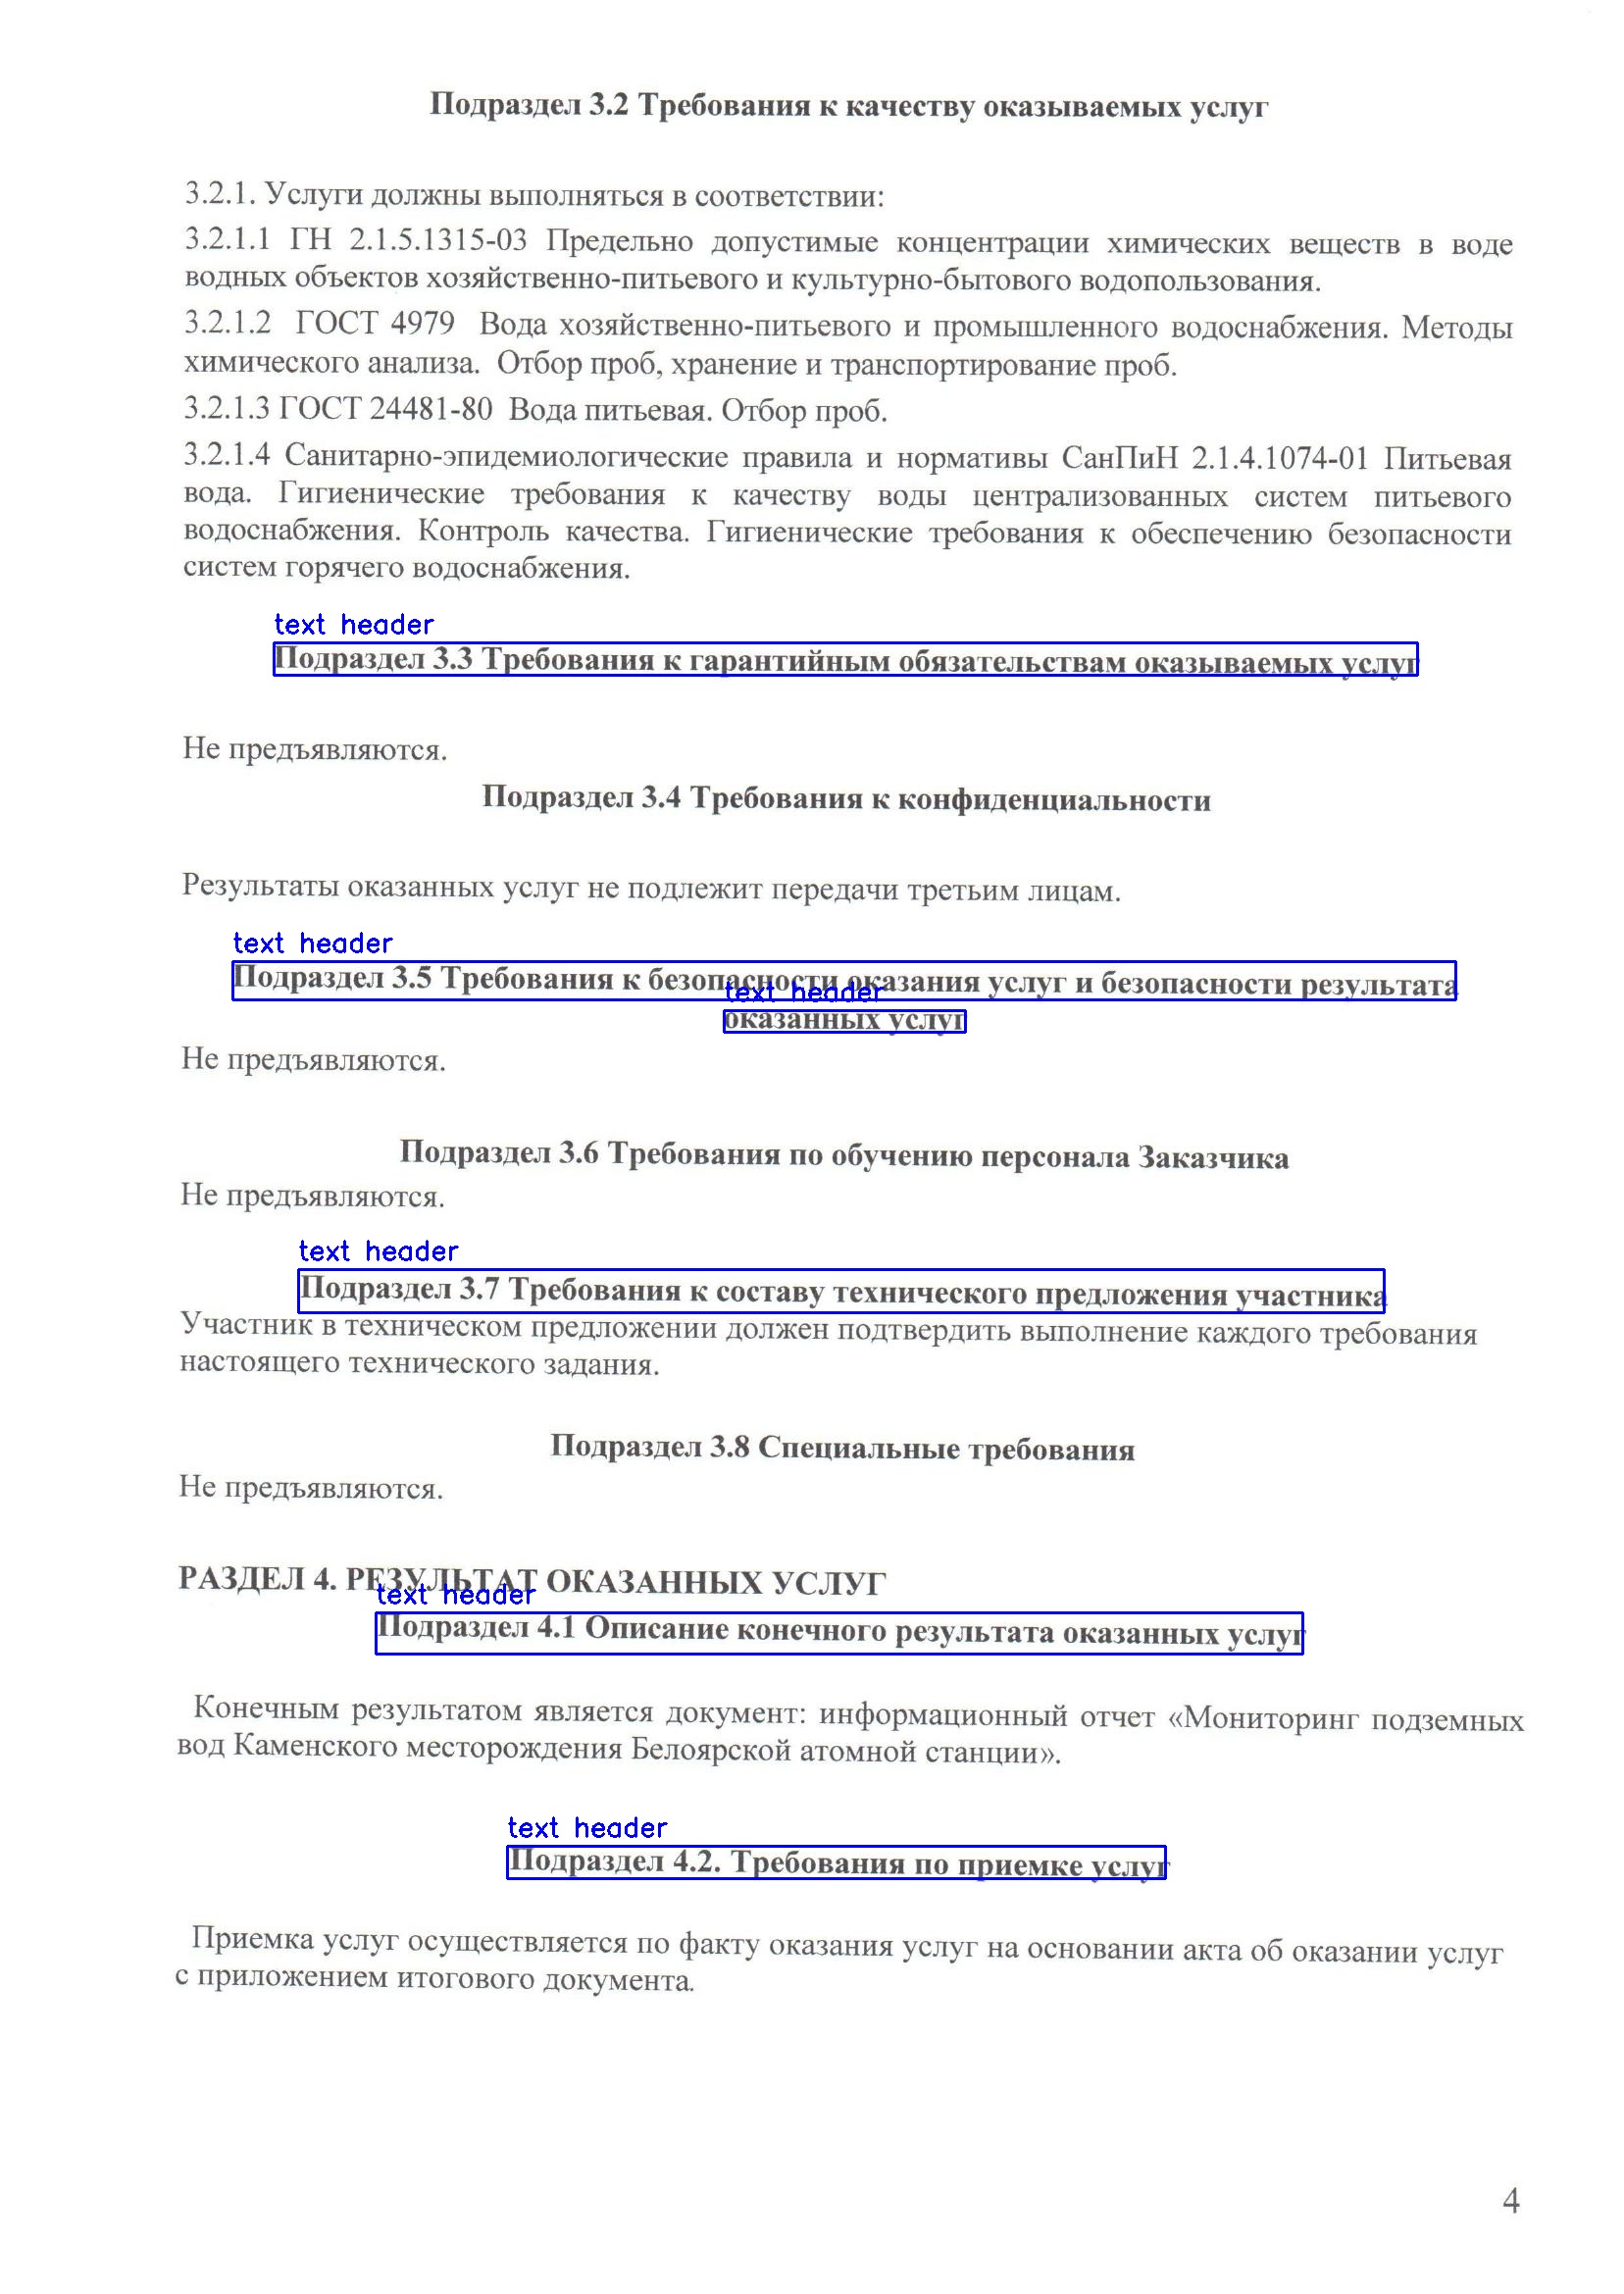 Подраздел 3.2 Требования к качеству оказываемых услуг
3.2.1. Услуги должны выполняться в соответствии:
3.2.1.1 ГН 2.1.5.1315-03 Предельно допустимые концентрации химических веществ в воде
водных объектов хозяйственно-питьевого и культурно-бытового водопользования.
3.2.1.2 ГОСТ 4979 Вода хозяйственно-питьевого и промышленного водоснабжения. Методы
химического анализа. Отбор проб, хранение и транспортирование проб.
3.2.1.3 ГОСТ 24481-80 Вода питьевая. Отбор проб.
3.2.1.4 Санитарно-эпидемиологические правила и нормативы СанПиН 2.1.4.1074-01 Питьевая
вода. Гигиенические требования к качеству воды централизованных систем питьевого
водоснабжения. Контроль качества. Гигиенические требования к обеспечению безопасности
систем горячего водоснабжения.
text header
Подраздел 3.3 Требования к гарантийным обязательствам оказываемых услуг
Не предъявляются.
Подраздел 3.4 Требования к конфиденциальности
Результаты оказанных услуг не подлежит передачи третьим лицам.
text header
Подраздел 3.5 Требования к безопасности оказания услуг и безопасности результата
text header
оказанных услуг
Не предъявляются.
Подраздел 3.6 Требования по обучению персонала Заказчика
Не предъявляются.
text header
Подраздел 3.7 Требования к составу технического предложения участника
Участник в техническом предложении должен подтвердить выполнение каждого требования
настоящего технического задания.
Подраздел 3.8 Специальные требования
Не предъявляются.
РАЗДЕЛ 4. РЕЗУЛЬТАТ ОКАЗАННЫХ УСЛУГ
text header
Подраздел 4.1 Описание конечного результата оказанных услуг
Конечным результатом является документ: информационный отчет «Мониторинг подземных
вод Каменского месторождения Белоярской атомной станции».
text header
Подраздел 4.2. Требования по приемке услуг
Приемка услуг осуществляется по факту оказания услуг на основании акта об оказании услуг
с приложением итогового документа.
4